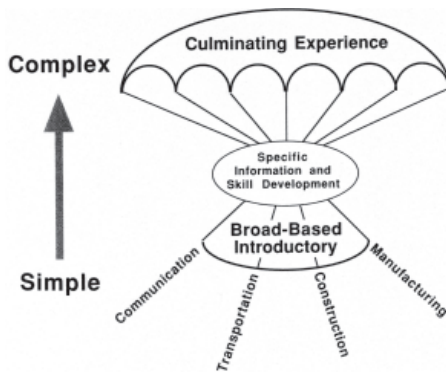 Culminating Experience
Complex
Specific
Information and
Skill Development
Broad-Based
Introductory
Simple
Communication
Transportation
Construction
Manufacturing